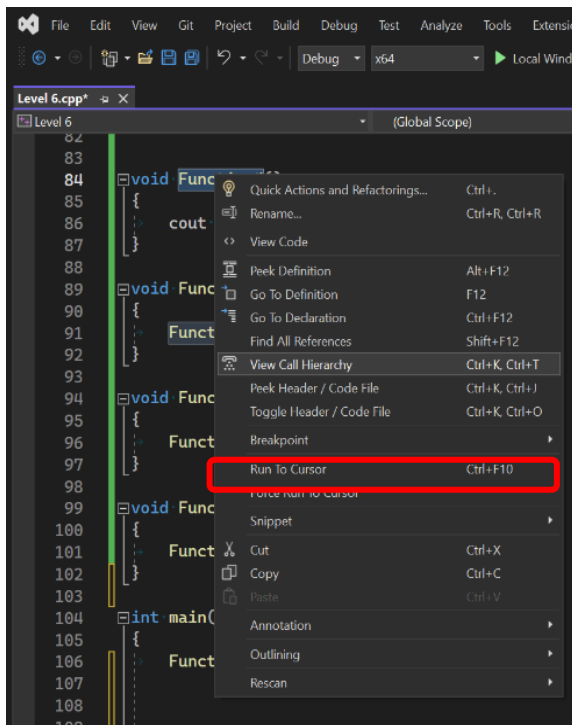 File Edit View Git Project Build Debug Test Analyze Tools
Debug x64 Local Wind
Level 6.cpp*
Level 6 (Global Scope)
82
83
84 void
85 {
86 cout
87 }
88
89 void Func
90 {
91 Funct
92 }
93
94 void Func
95 {
96 Funct
97 }
98
99 void Func
100 {
101 Funct
102 }
103
104 int main(
105 {
106 Funct
107
108
Quick Actions and Refactorings... Ctrl+.
Rename... Ctrl+R, Ctrl+R
View Code
Peek Definition Alt+F12
Go To Definition F12
Go To Declaration Ctrl+F12
Find All References Shift+F12
View Call Hierarchy Ctrl+K, Ctrl+T
Peek Header / Code File Ctrl+K, Ctrl+J
Toggle Header / Code File Ctrl+K, Ctrl+O
Breakpoint
Run To Cursor Ctrl+F10
Force Run To Cursor
Snippet
Cut Ctrl+X
Copy Ctrl+C
Paste Ctrl+V
Annotation
Outlining
Rescan